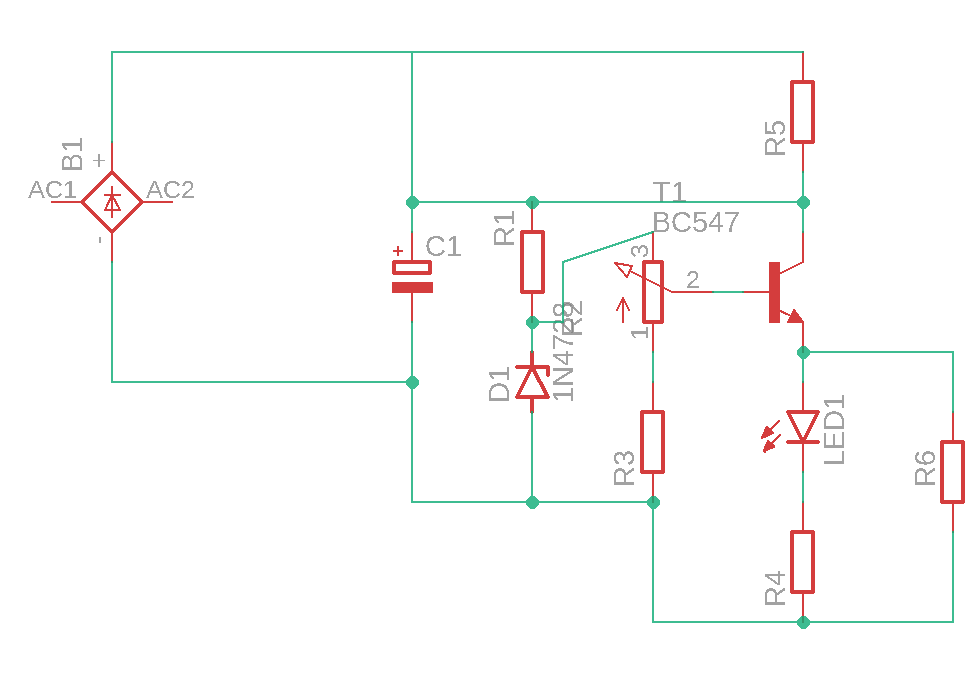 B1
+
AC1
AC2
-
+
C1
R1
D1
1N4728
R2
T1
BC547
3
2
1
R3
R5
LED1
R4
R6